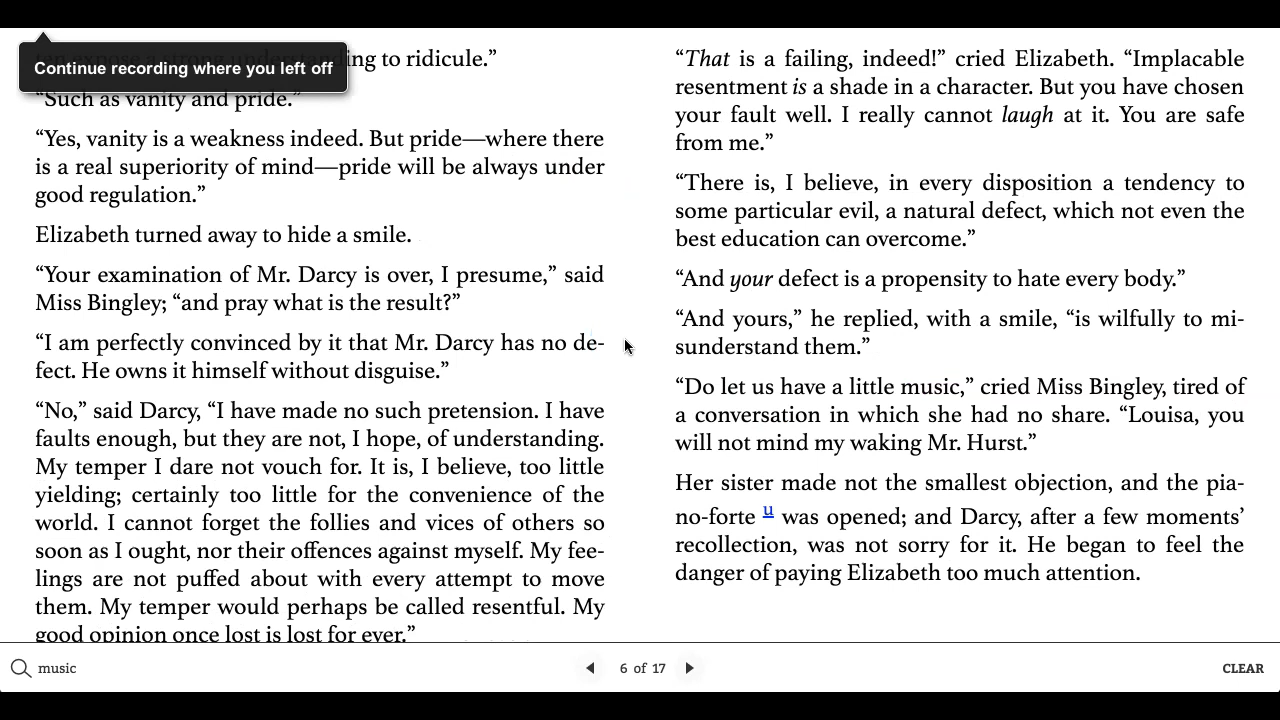 Continue recording where you left off
ing to ridicule.”
“Such as vanity and pride.”
“Yes, vanity is a weakness indeed. But pride—where there
is a real superiority of mind—pride will be always under
good regulation.”
Elizabeth turned away to hide a smile.
“Your examination of Mr. Darcy is over, I presume,” said
Miss Bingley; “and pray what is the result?”
“I am perfectly convinced by it that Mr. Darcy has no de-
fect. He owns it himself without disguise.”
“No,” said Darcy, “I have made no such pretension. I have
faults enough, but they are not, I hope, of understanding.
My temper I dare not vouch for. It is, I believe, too little
yielding; certainly too little for the convenience of the
world. I cannot forget the follies and vices of others so
soon as I ought, nor their offences against myself. My fee-
lings are not puffed about with every attempt to move
them. My temper would perhaps be called resentful. My
good opinion once lost is lost for ever.”
“That is a failing, indeed!” cried Elizabeth. “Implacable
resentment is a shade in a character. But you have chosen
your fault well. I really cannot laugh at it. You are safe
from me.”
“There is, I believe, in every disposition a tendency to
some particular evil, a natural defect, which not even the
best education can overcome.”
“And your defect is a propensity to hate every body.”
“And yours,” he replied, with a smile, “is wilfully to mi-
sunderstand them.”
“Do let us have a little music,” cried Miss Bingley, tired of
a conversation in which she had no share. “Louisa, you
will not mind my waking Mr. Hurst.”
Her sister made not the smallest objection, and the pia-
no-forte u was opened; and Darcy, after a few moments’
recollection, was not sorry for it. He began to feel the
danger of paying Elizabeth too much attention.
music
6 of 17
CLEAR